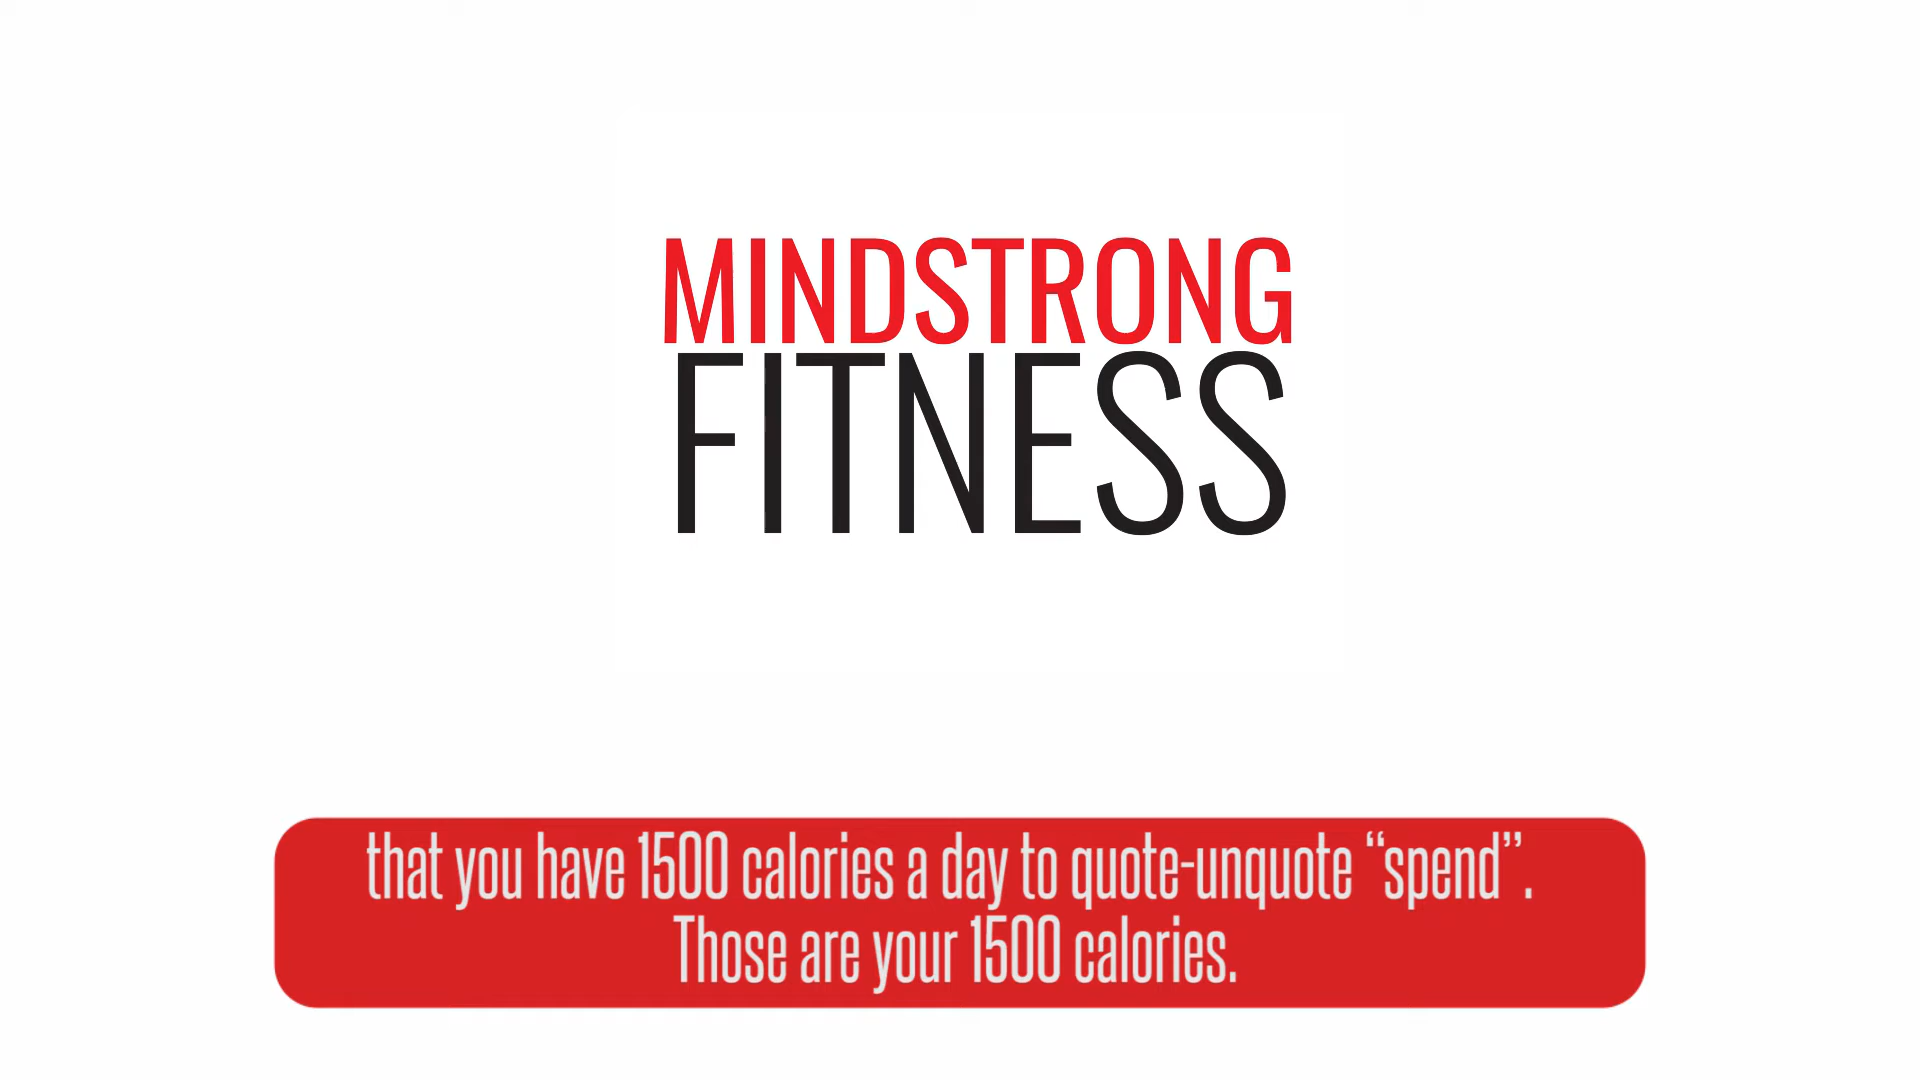 MINDSTRONG
FITNESS
that you have 1500 calories a day to quote-unquote “spend”.
Those are your 1500 calories.